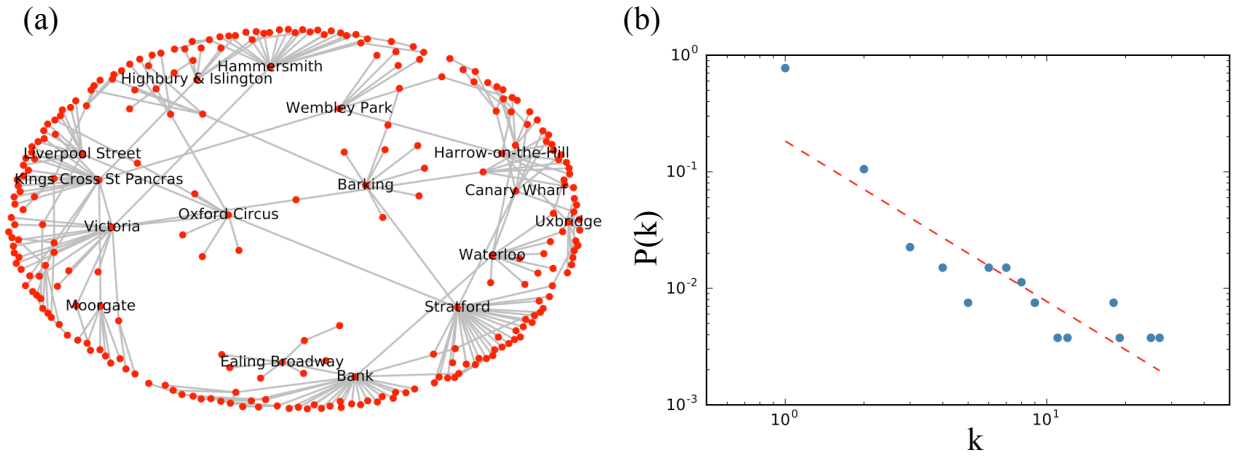 (a)
Hammersmith
Highbury & Islington
Wembley Park
Liverpool Street
Harrow-on-the-Hill
Kings Cross St Pancras
Barking
Canary Wharf
Oxford Circus
Uxbridge
Victoria
Waterloo
Moorgate
Stratford
Ealing Broadway
Bank
(b)
P(k)
10^0
10^-1
10^-2
10^-3
10^0
10^1
k